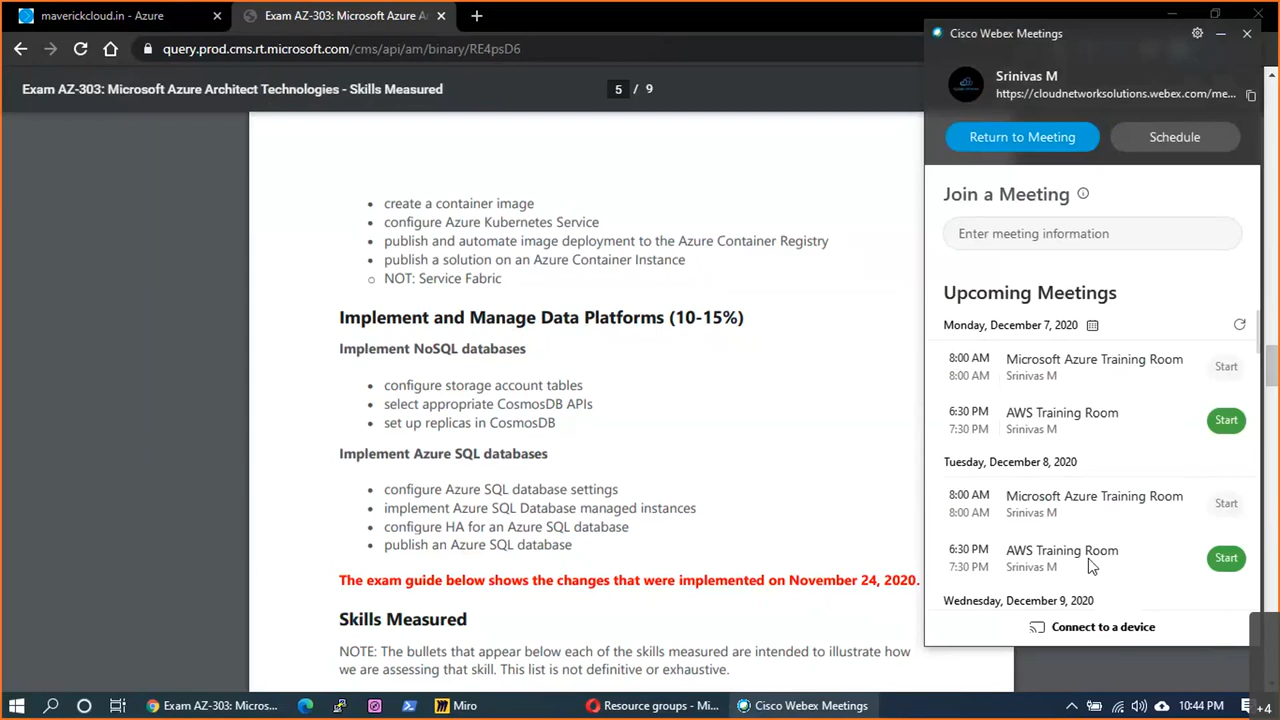 maverickcloud.in - Azure
Exam AZ-303: Microsoft Azure Ar
query.prod.cms.rt.microsoft.com/cms/api/am/binary/RE4psD6
Exam AZ-303: Microsoft Azure Architect Technologies - Skills Measured
5 / 9
• create a container image
• configure Azure Kubernetes Service
• publish and automate image deployment to the Azure Container Registry
• publish a solution on an Azure Container Instance
○ NOT: Service Fabric
Implement and Manage Data Platforms (10-15%)
Implement NoSQL databases
• configure storage account tables
• select appropriate CosmosDB APIs
• set up replicas in CosmosDB
Implement Azure SQL databases
• configure Azure SQL database settings
• implement Azure SQL Database managed instances
• configure HA for an Azure SQL database
• publish an Azure SQL database
The exam guide below shows the changes that were implemented on November 24, 2020.
Skills Measured
NOTE: The bullets that appear below each of the skills measured are intended to illustrate how
we are assessing that skill. This list is not definitive or exhaustive.
Cisco Webex Meetings
Srinivas M
https://cloudnetworksolutions.webex.com/me...
Return to Meeting Schedule
Join a Meeting
Enter meeting information
Upcoming Meetings
Monday, December 7, 2020
8:00 AM Microsoft Azure Training Room Start
8:00 AM Srinivas M
6:30 PM AWS Training Room Start
7:30 PM Srinivas M
Tuesday, December 8, 2020
8:00 AM Microsoft Azure Training Room Start
8:00 AM Srinivas M
6:30 PM AWS Training Room Start
7:30 PM Srinivas M
Wednesday, December 9, 2020
Connect to a device
Exam AZ-303: Micros... Miro Resource groups - Mi... Cisco Webex Meetings 10:44 PM +4